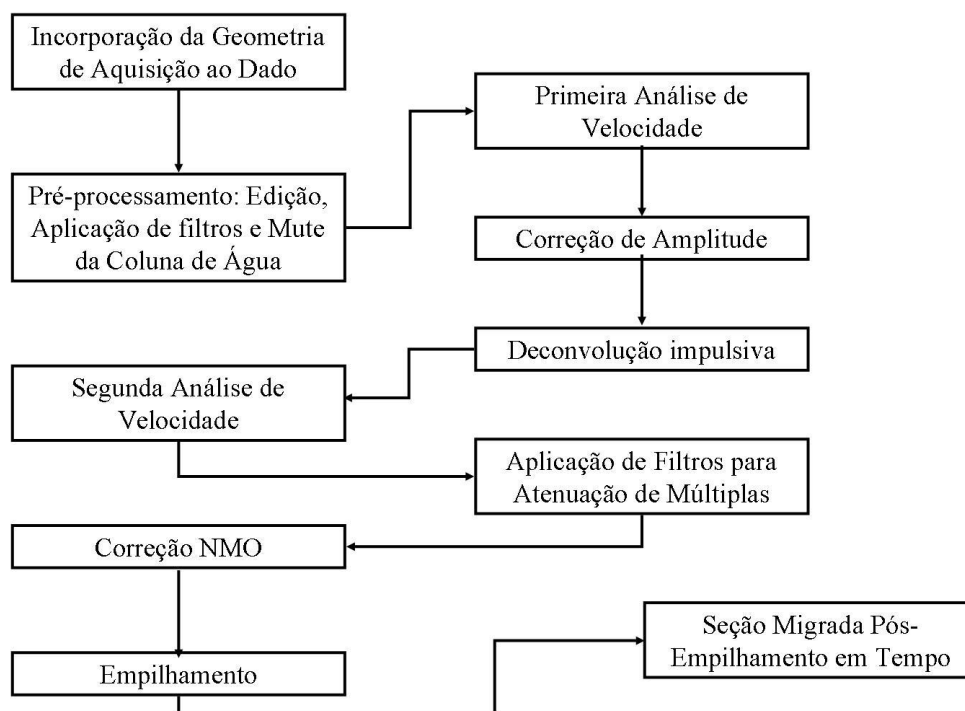 Incorporação da Geometria
de Aquisição ao Dado
Pré-processamento: Edição,
Aplicação de filtros e Mute
da Coluna de Água
Primeira Análise de
Velocidade
Correção de Amplitude
Deconvolução impulsiva
Segunda Análise de
Velocidade
Aplicação de Filtros para
Atenuação de Múltiplas
Correção NMO
Empilhamento
Seção Migrada Pós-
Empilhamento em Tempo